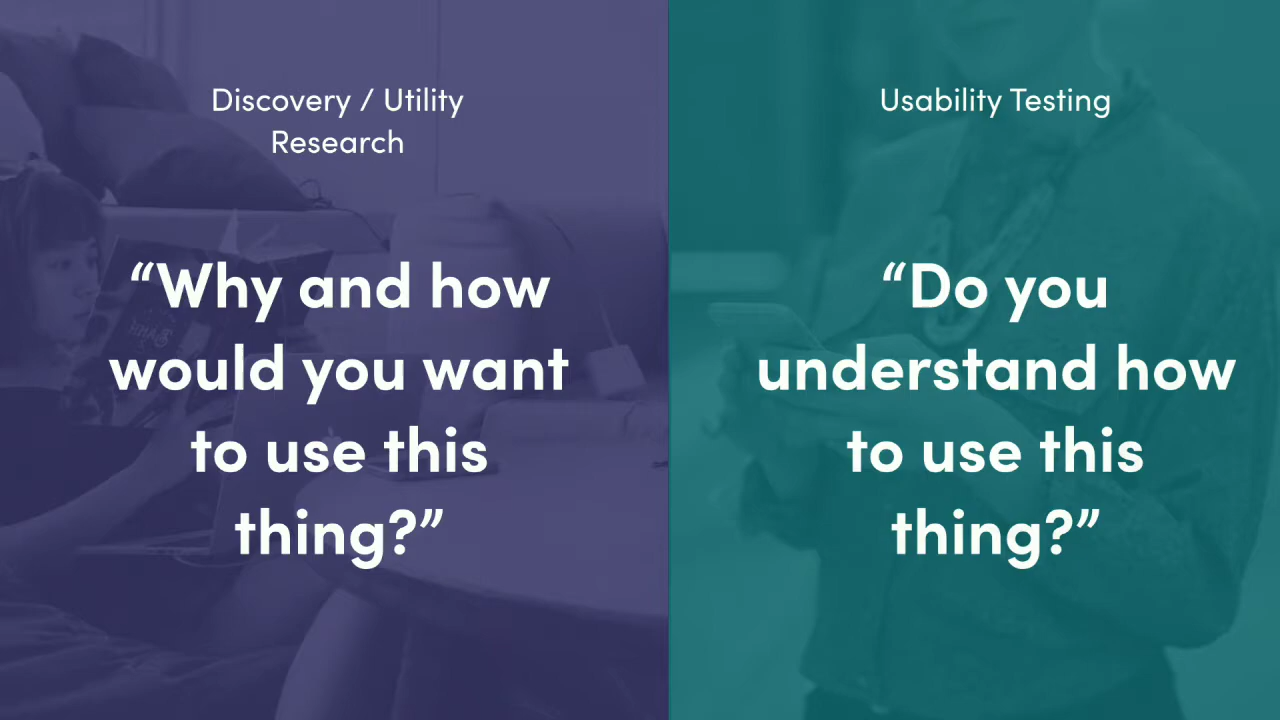 Discovery / Utility
Research
“Why and how
would you want
to use this
thing?”
Usability Testing
“Do you
understand how
to use this
thing?”